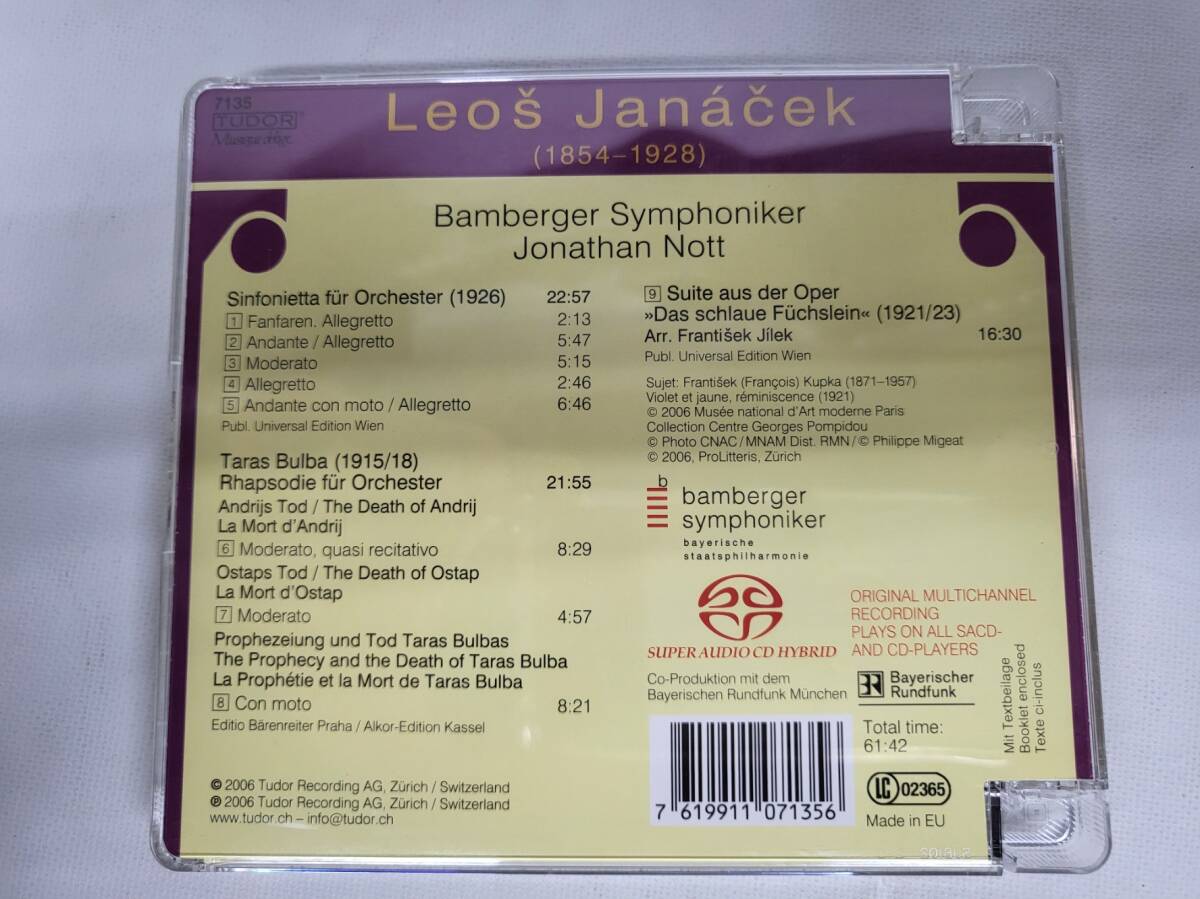 7135
TUDOR
Leoš Janáček
(1854–1928)
Bamberger Symphoniker
Jonathan Nott
Sinfonietta für Orchester (1926) 22:57
1 Fanfaren. Allegretto 2:13
2 Andante / Allegretto 5:47
3 Moderato 5:15
4 Allegretto 2:46
5 Andante con moto / Allegretto 6:46
Publ. Universal Edition Wien
Taras Bulba (1915/18)
Rhapsodie für Orchester 21:55
Andrijs Tod / The Death of Andrij
La Mort d'Andrij
6 Moderato, quasi recitativo 8:29
Ostaps Tod / The Death of Ostap
La Mort d'Ostap
7 Moderato 4:57
Prophezeiung und Tod Taras Bulbas
The Prophecy and the Death of Taras Bulba
La Prophétie et la Mort de Taras Bulba
8 Con moto 8:21
Editio Bärenreiter Praha / Alkor-Edition Kassel
© 2006 Tudor Recording AG, Zürich / Switzerland
℗ 2006 Tudor Recording AG, Zürich / Switzerland
www.tudor.ch – info@tudor.ch
9 Suite aus der Oper
»Das schlaue Füchslein« (1921/23)
Arr. František Jílek 16:30
Publ. Universal Edition Wien
Sujet: František (François) Kupka (1871–1957)
Violet et jaune, réminiscence (1921)
© 2006 Musée national d'Art moderne Paris
Collection Centre Georges Pompidou
© Photo CNAC / MNAM Dist. RMN / © Philippe Migeat
© 2006, ProLitteris, Zürich
b
bamberger
symphoniker
bayerische
staatsphilharmonie
SUPER AUDIO CD HYBRID
ORIGINAL MULTICHANNEL
RECORDING
PLAYS ON ALL SACD-
AND CD-PLAYERS
Co-Produktion mit dem
Bayerischen Rundfunk München
Bayerischer
Rundfunk
Total time:
61:42
Mit Textbeilage
Booklet enclosed
Texte ci-inclus
7 619911 071356
LC 02365
Made in EU